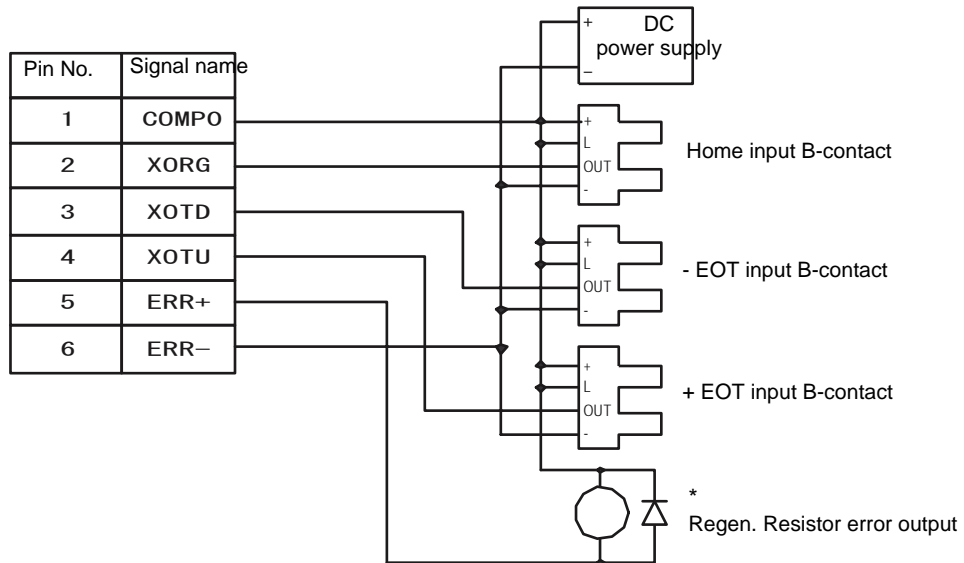 + DC
power supply
−
Pin No. Signal name
1 COMPO
2 XORG
3 XOTD
4 XOTU
5 ERR+
6 ERR−
+
L
OUT
-
Home input B-contact
+
L
OUT
-
- EOT input B-contact
+
L
OUT
-
+ EOT input B-contact
*
Regen. Resistor error output